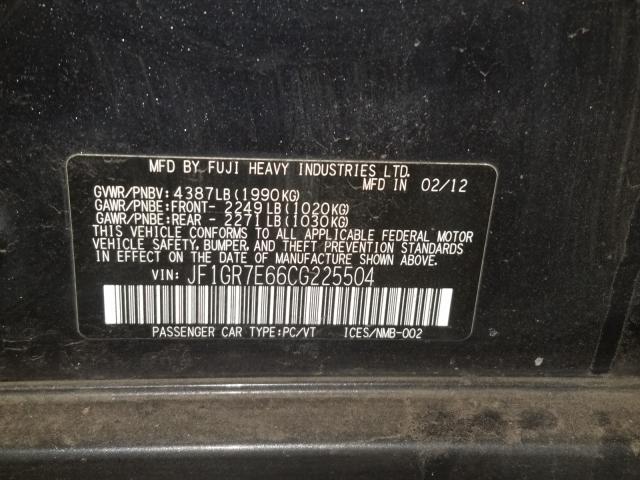 MFD BY FUJI HEAVY INDUSTRIES LTD.
MFD IN 02/12
GVWR/PNBV: 4387LB(1990KG)
GAWR/PNBE:FRONT- 2249LB(1020KG)
GAWR/PNBE:REAR - 2271LB(1030KG)
THIS VEHICLE CONFORMS TO ALL APPLICABLE FEDERAL MOTOR
VEHICLE SAFETY, BUMPER, AND THEFT PREVENTION STANDARDS
IN EFFECT ON THE DATE OF MANUFACTURE SHOWN ABOVE.
VIN: JF1GR7E66CG225504
PASSENGER CAR TYPE:PC/VT ICES/NMB-002